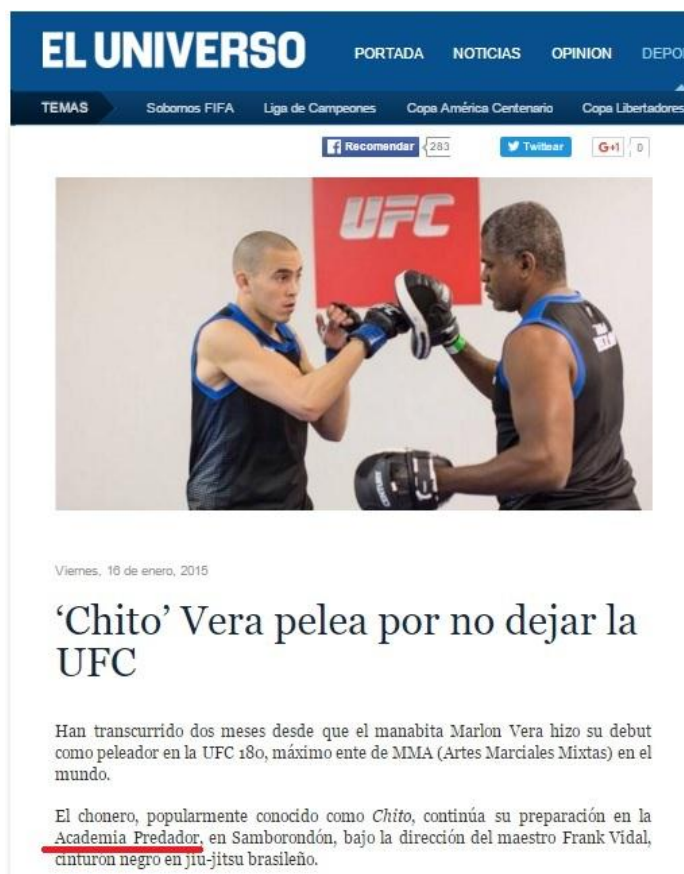 EL UNIVERSO
PORTADA NOTICIAS OPINION DEPO
TEMAS Sobornos FIFA Liga de Campeones Copa América Centenario Copa Libertadores
Recomendar 283 Twittear G+1 0
UFC
CENTURY
Viernes, 16 de enero, 2015
‘Chito’ Vera pelea por no dejar la
UFC
Han transcurrido dos meses desde que el manabita Marlon Vera hizo su debut
como peleador en la UFC 180, máximo ente de MMA (Artes Marciales Mixtas) en el
mundo.
El chonero, popularmente conocido como Chito, continúa su preparación en la
Academia Predador, en Samborondón, bajo la dirección del maestro Frank Vidal,
cinturon negro en jiu-jitsu brasileño.